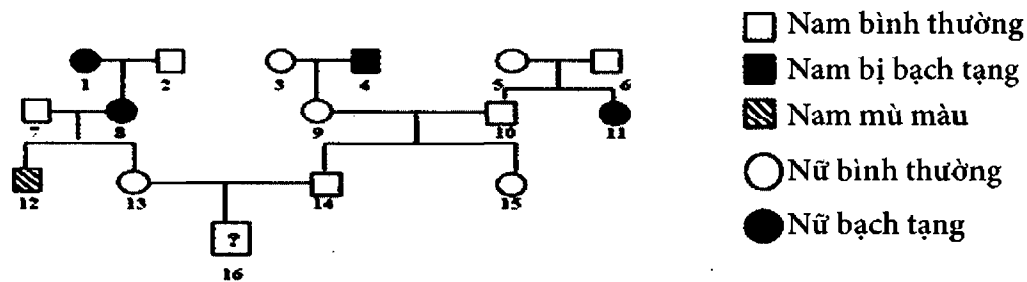 Nam bình thường
1 2 3 4 5 6
Nam bị bạch tạng
7 8 9 10 11
Nam mù màu
12 13 14 15
Nữ bình thường
?
16
Nữ bạch tạng